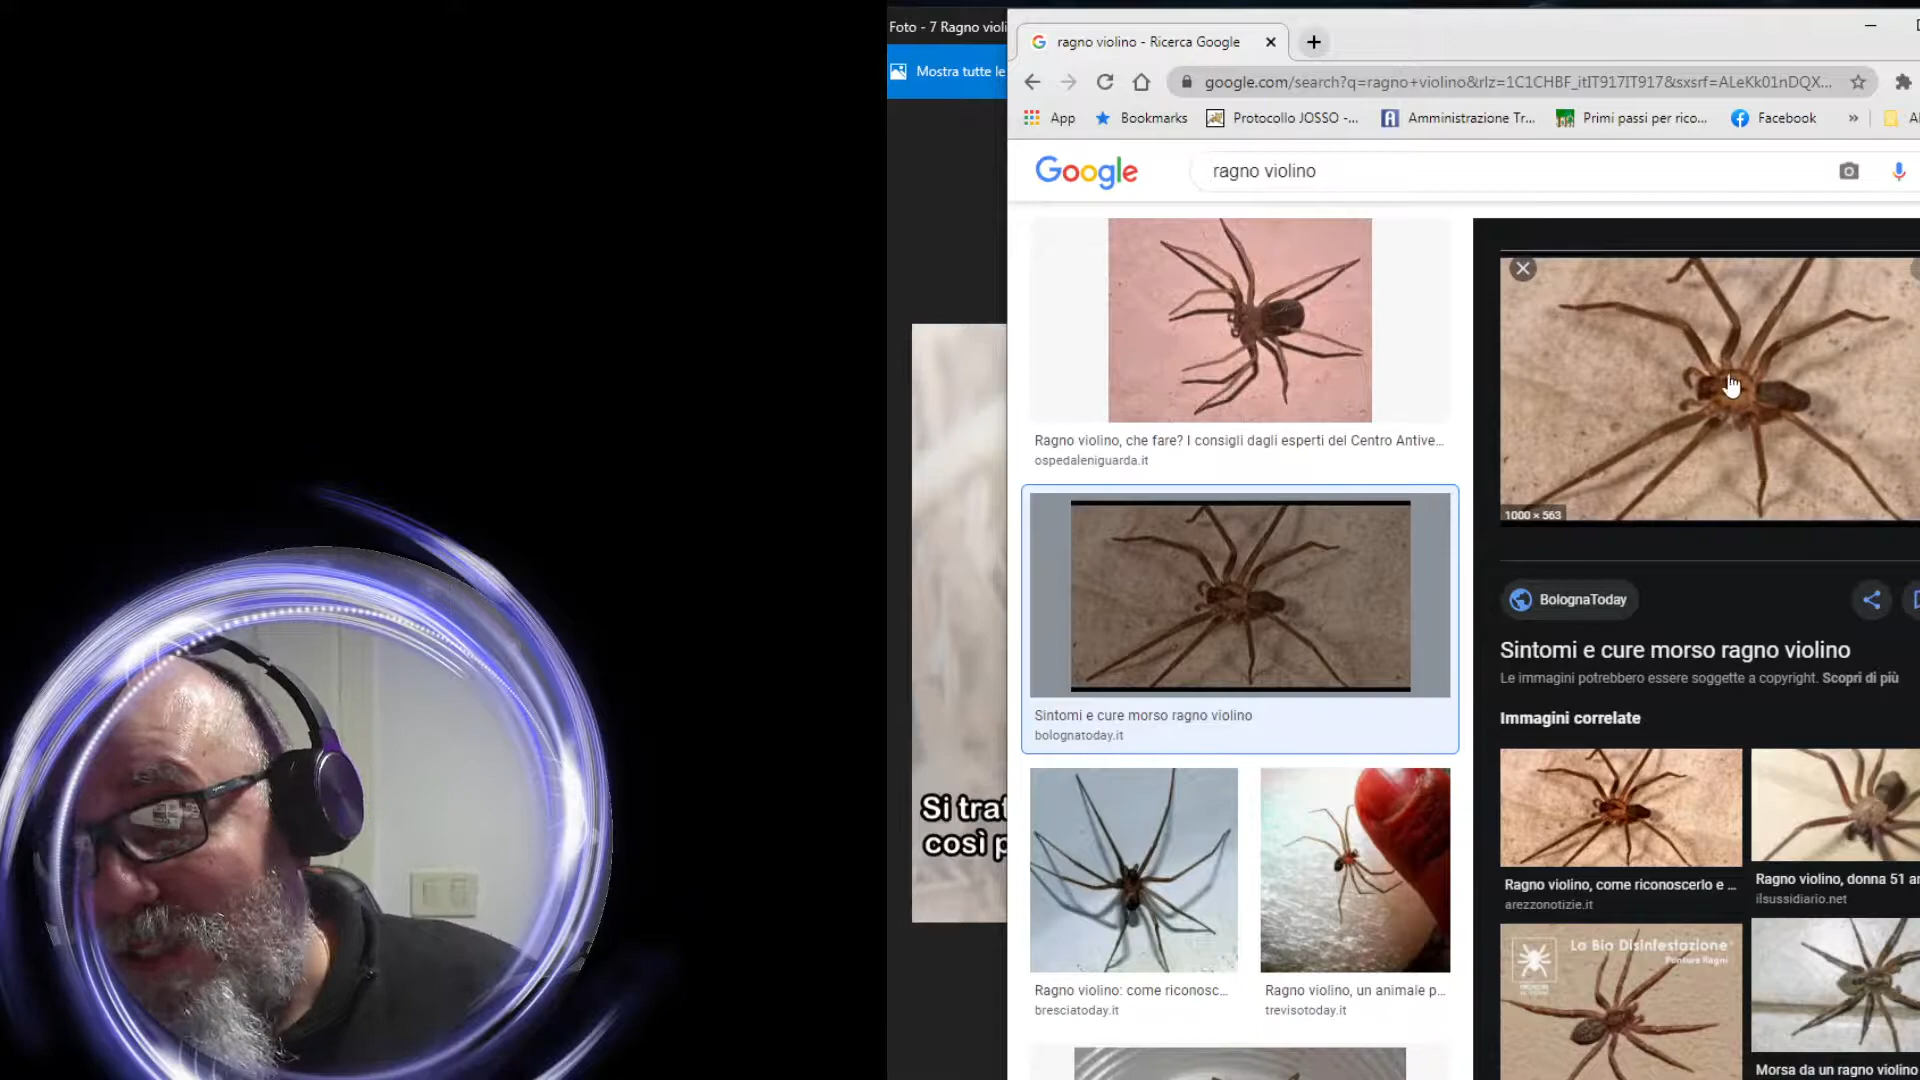 Foto - 7 Ragno violi
Mostra tutte le
ragno violino - Ricerca Google
google.com/search?q=ragno+violino&rlz=1C1CHBF_itIT917IT917&sxsrf=ALeKk01nDQX...
App
Bookmarks
Protocollo JOSSO -...
Amministrazione Tr...
Primi passi per rico...
Facebook
Google
ragno violino
Ragno violino, che fare? I consigli dagli esperti del Centro Antive...
ospedaleniguarda.it
Sintomi e cure morso ragno violino
bolognatoday.it
Si trat
così p
Ragno violino: come riconosc...
bresciatoday.it
Ragno violino, un animale p...
trevisotoday.it
1000 × 563
BolognaToday
Sintomi e cure morso ragno violino
Le immagini potrebbero essere soggette a copyright. Scopri di più
Immagini correlate
Ragno violino, come riconoscerlo e ...
arezzonotizie.it
Ragno violino, donna 51 a
ilsussidiario.net
La Bio Disinfestazione
Puntura Ragni
Morsa da un ragno violino